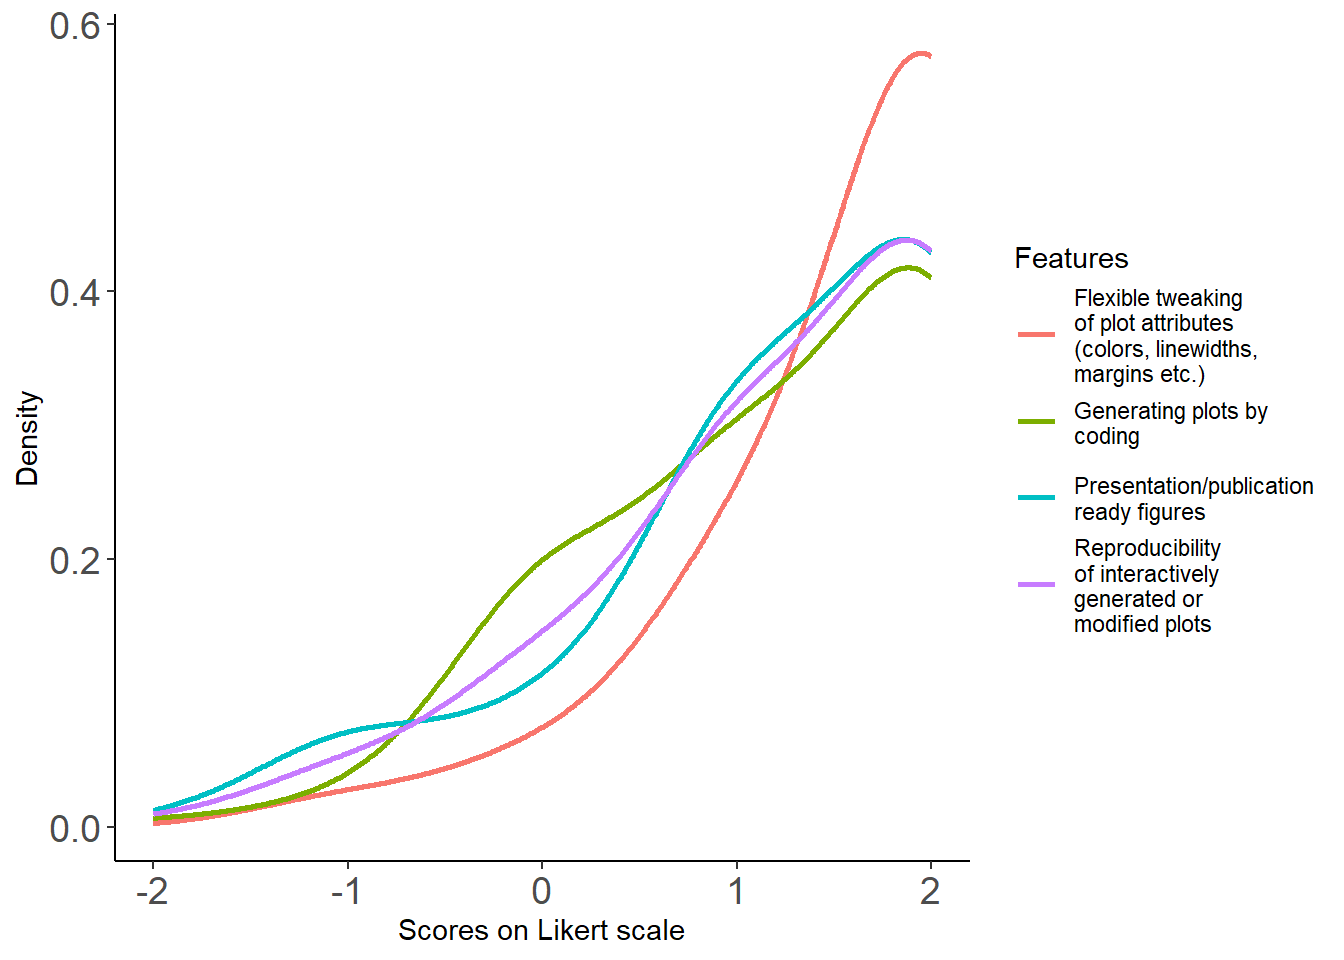 0.6
0.4
0.2
0.0
Density
-2
-1
0
1
2
Scores on Likert scale
Features
Flexible tweaking
of plot attributes
(colors, linewidths,
margins etc.)
Generating plots by
coding
Presentation/publication
ready figures
Reproducibility
of interactively
generated or
modified plots